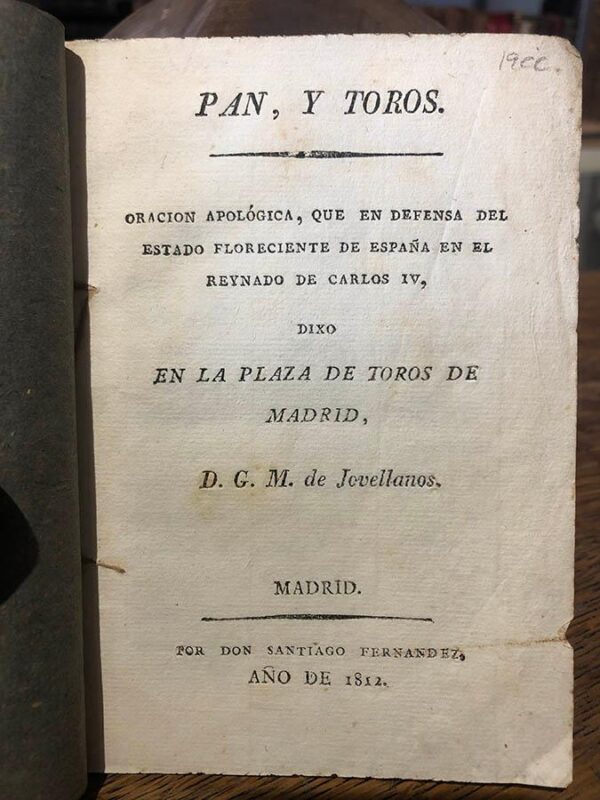 19cc.
PAN, Y TOROS.
ORACION APOLÓGICA, QUE EN DEFENSA DEL
ESTADO FLORECIENTE DE ESPAÑA EN EL
REYNADO DE CARLOS IV,
DIXO
EN LA PLAZA DE TOROS DE
MADRID,
D. G. M. de Jovellanos.
MADRID.
POR DON SANTIAGO FERNANDEZ,
AÑO DE 1812.